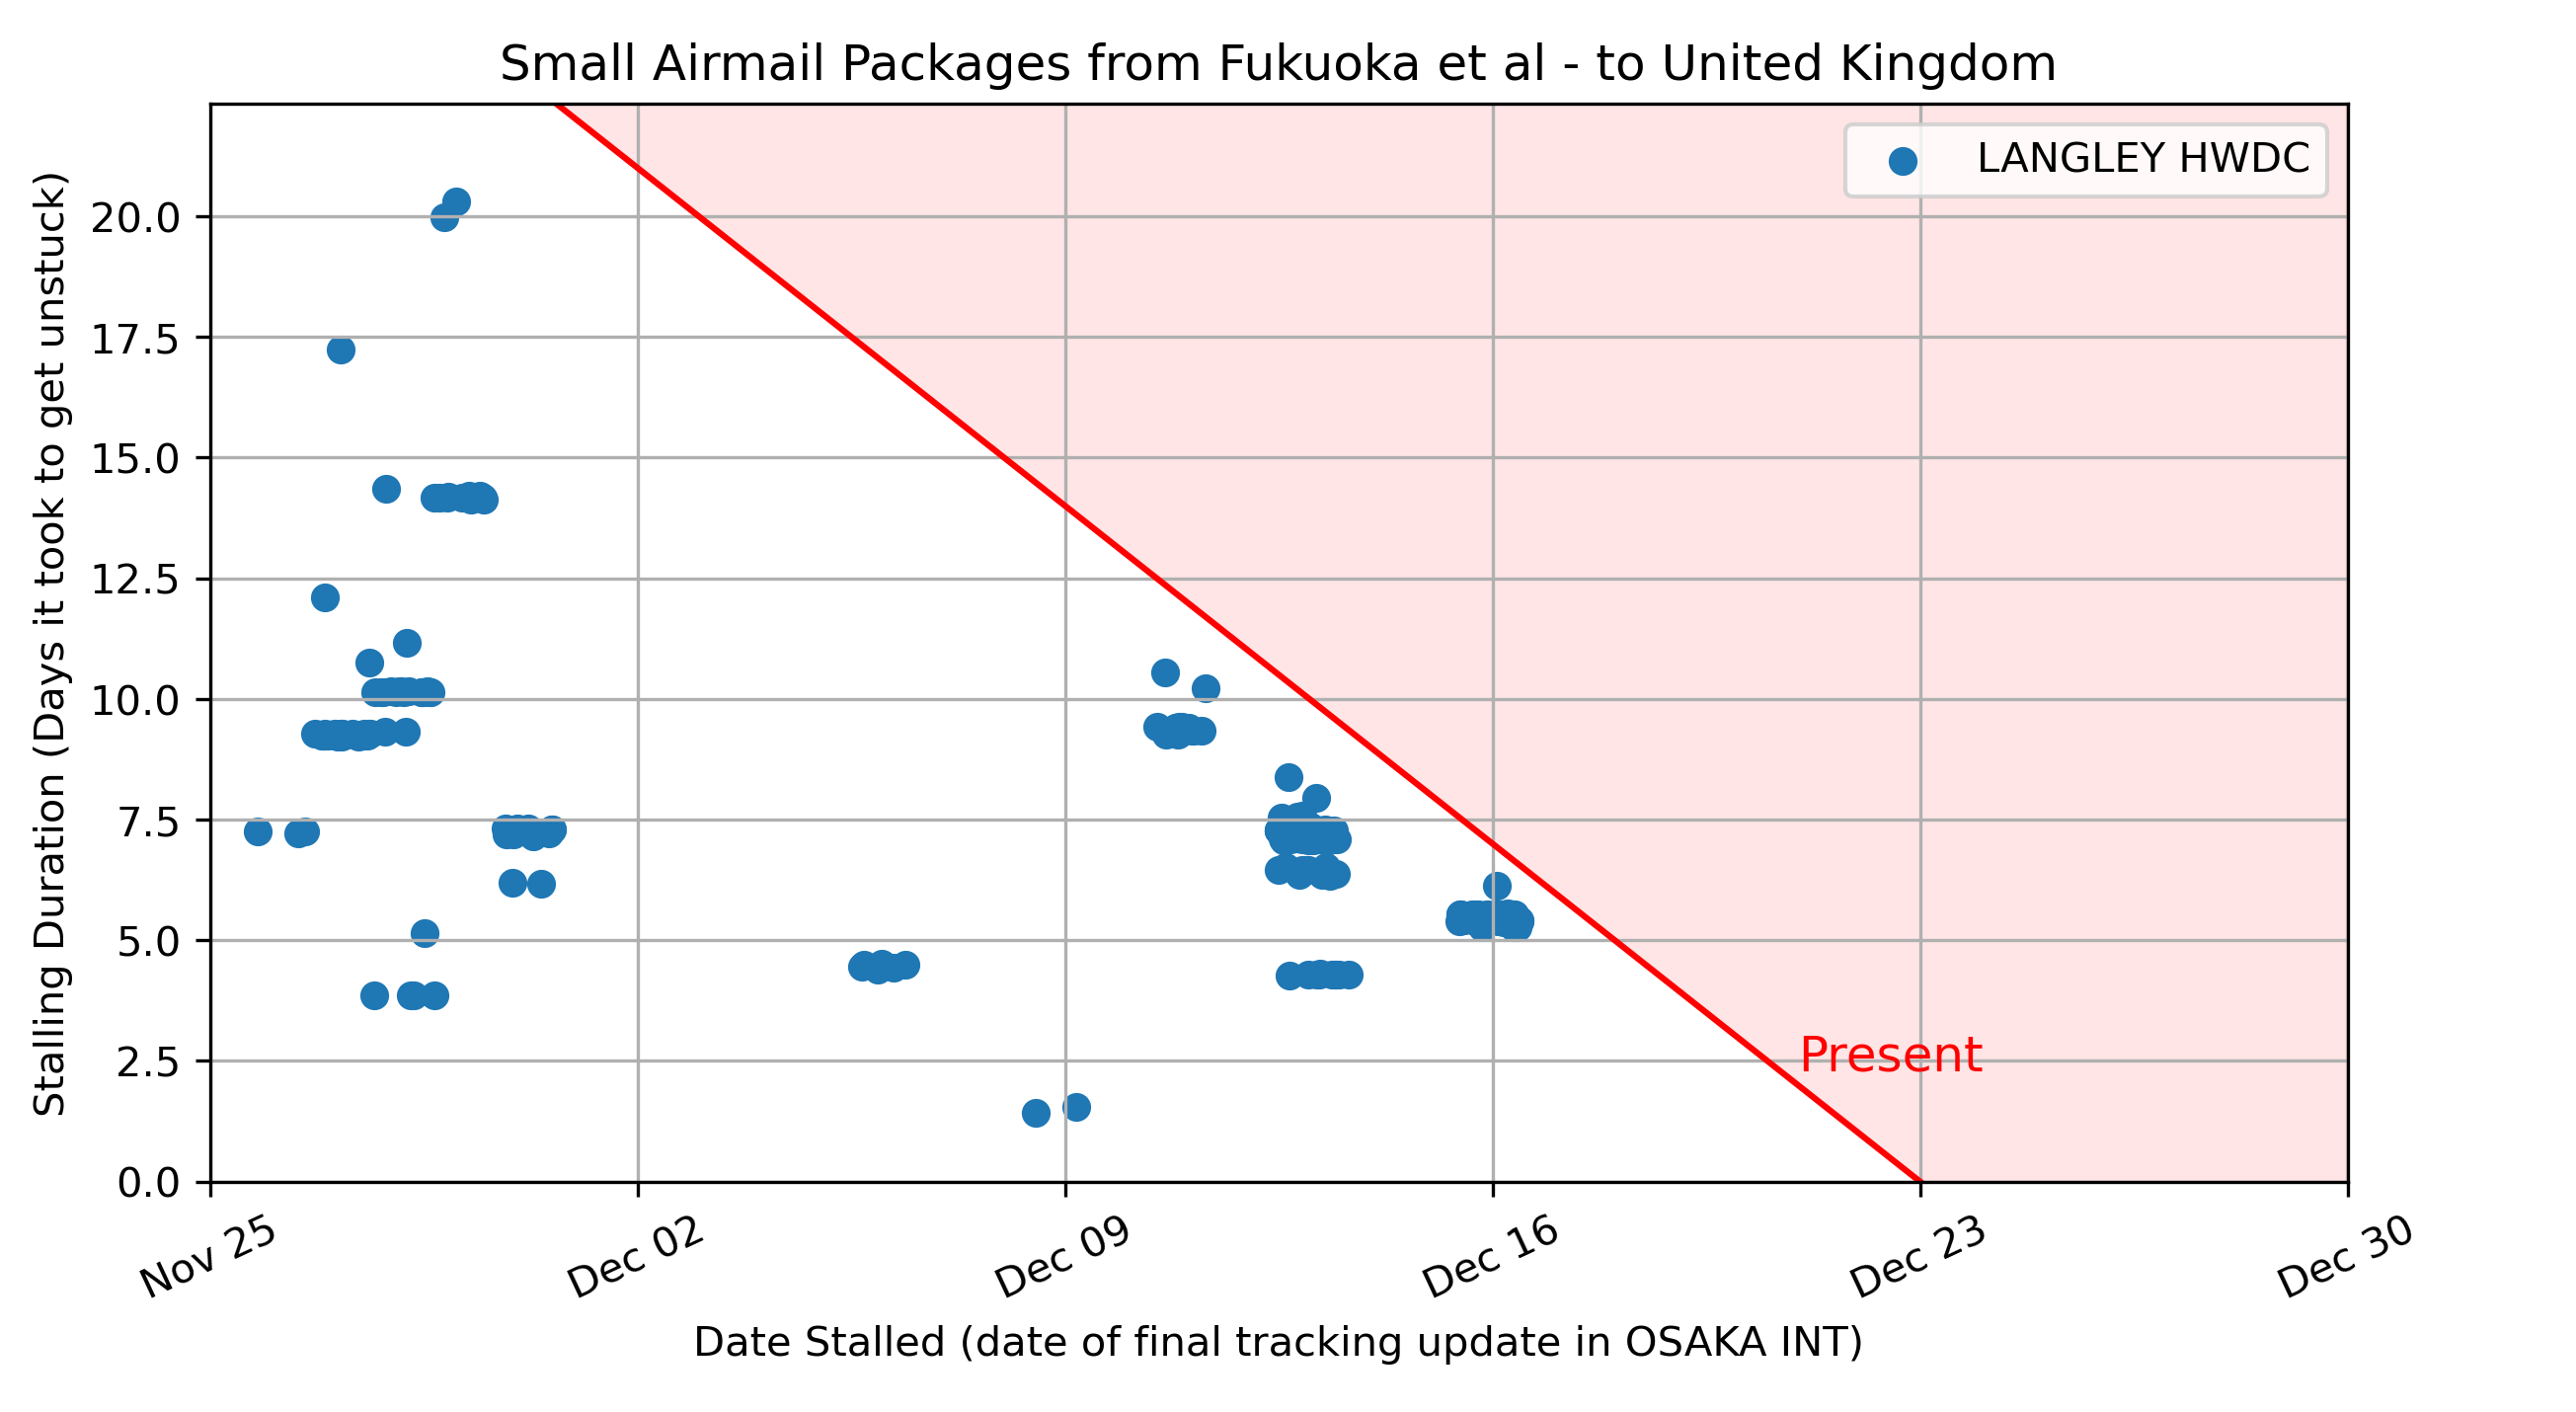 Small Airmail Packages from Fukuoka et al - to United Kingdom
LANGLEY HWDC
Stalling Duration (Days it took to get unstuck)
20.0
17.5
15.0
12.5
10.0
7.5
5.0
2.5
0.0
Present
Nov 25
Dec 02
Dec 09
Dec 16
Dec 23
Dec 30
Date Stalled (date of final tracking update in OSAKA INT)